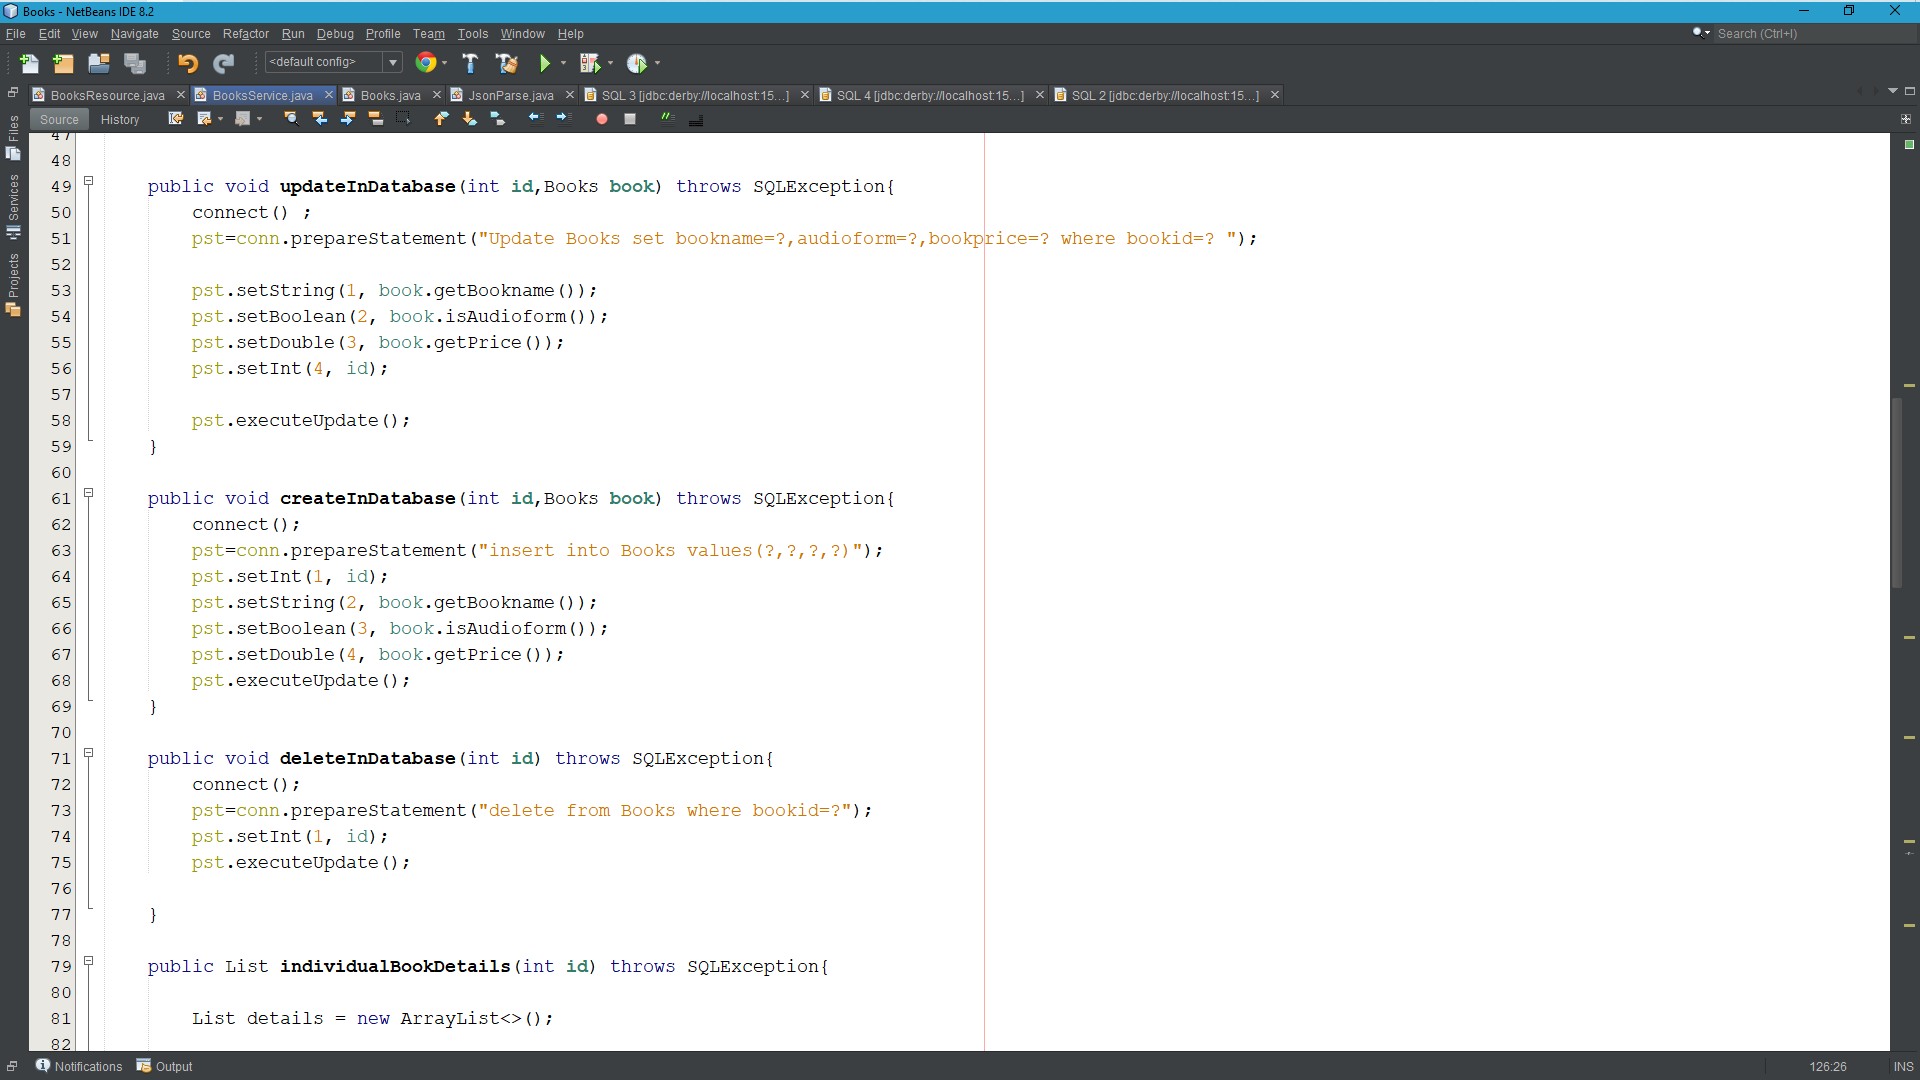 Books - NetBeans IDE 8.2
File Edit View Navigate Source Refactor Run Debug Profile Team Tools Window Help
Search (Ctrl+I)
<default config>
BooksResource.java BooksService.java Books.java JsonParse.java SQL 3 [jdbc:derby://localhost:15...] SQL 4 [jdbc:derby://localhost:15...] SQL 2 [jdbc:derby://localhost:15...]
Source History
Files
Services
Projects
47
48
49 public void updateInDatabase(int id,Books book) throws SQLException{
50 connect() ;
51 pst=conn.prepareStatement("Update Books set bookname=?,audioform=?,bookprice=? where bookid=? ");
52
53 pst.setString(1, book.getBookname());
54 pst.setBoolean(2, book.isAudioform());
55 pst.setDouble(3, book.getPrice());
56 pst.setInt(4, id);
57
58 pst.executeUpdate();
59 }
60
61 public void createInDatabase(int id,Books book) throws SQLException{
62 connect();
63 pst=conn.prepareStatement("insert into Books values(?,?,?,?)");
64 pst.setInt(1, id);
65 pst.setString(2, book.getBookname());
66 pst.setBoolean(3, book.isAudioform());
67 pst.setDouble(4, book.getPrice());
68 pst.executeUpdate();
69 }
70
71 public void deleteInDatabase(int id) throws SQLException{
72 connect();
73 pst=conn.prepareStatement("delete from Books where bookid=?");
74 pst.setInt(1, id);
75 pst.executeUpdate();
76
77 }
78
79 public List individualBookDetails(int id) throws SQLException{
80
81 List details = new ArrayList<>();
82
Notifications Output
126:26 INS